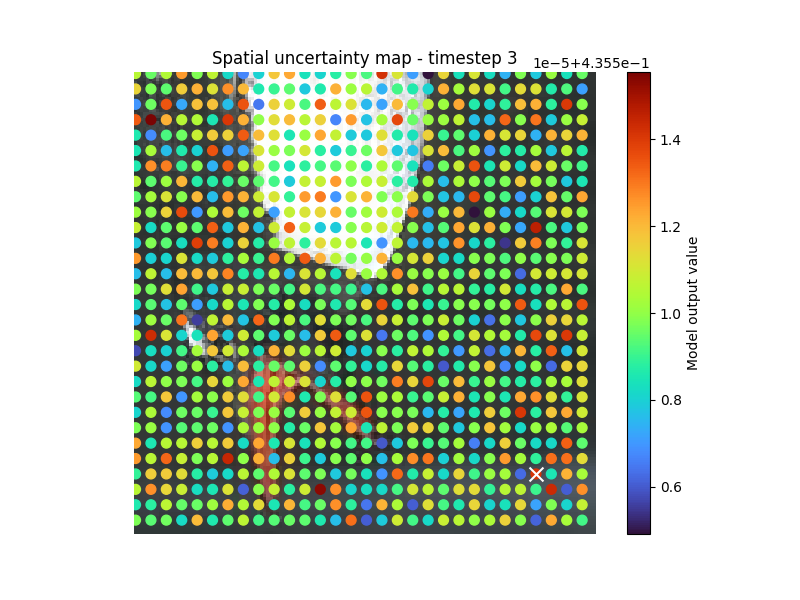 Spatial uncertainty map - timestep 3
1e-5+4.355e-1
1.4
1.2
1.0
0.8
0.6
Model output value